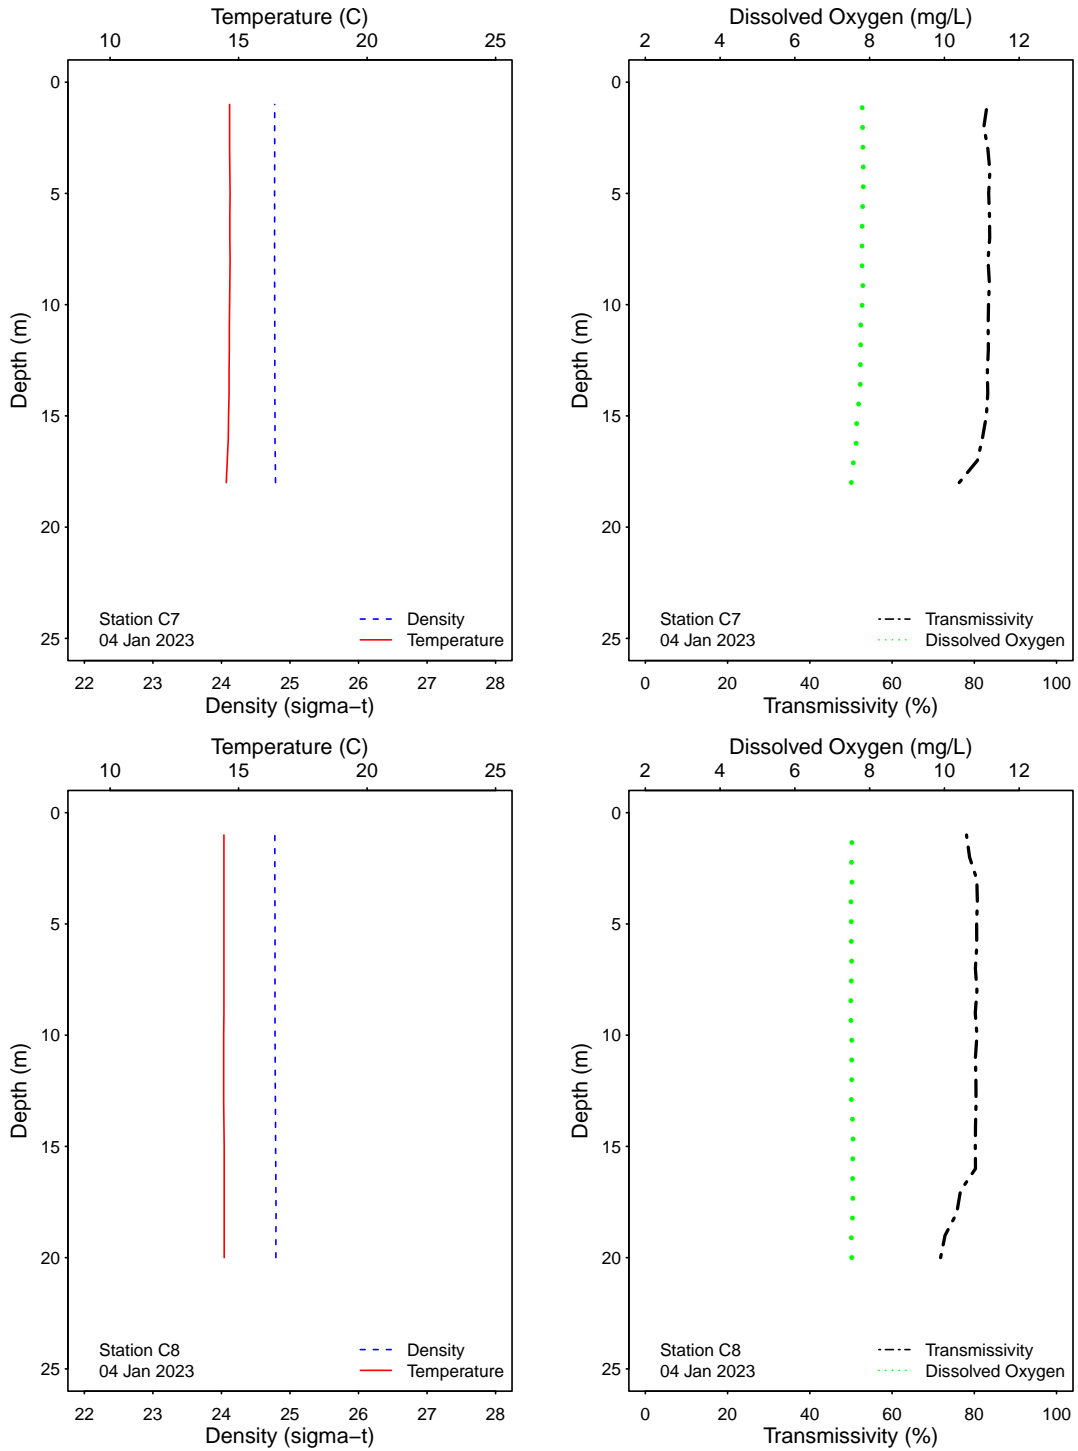 Temperature (C)
10 15 20 25
0
5
10
15
20
25
Depth (m)
Station C7
04 Jan 2023
Density
Temperature
22 23 24 25 26 27 28
Density (sigma−t)
Dissolved Oxygen (mg/L)
2 4 6 8 10 12
0
5
10
15
20
25
Depth (m)
Station C7
04 Jan 2023
Transmissivity
Dissolved Oxygen
0 20 40 60 80 100
Transmissivity (%)
Temperature (C)
10 15 20 25
0
5
10
15
20
25
Depth (m)
Station C8
04 Jan 2023
Density
Temperature
22 23 24 25 26 27 28
Density (sigma−t)
Dissolved Oxygen (mg/L)
2 4 6 8 10 12
0
5
10
15
20
25
Depth (m)
Station C8
04 Jan 2023
Transmissivity
Dissolved Oxygen
0 20 40 60 80 100
Transmissivity (%)